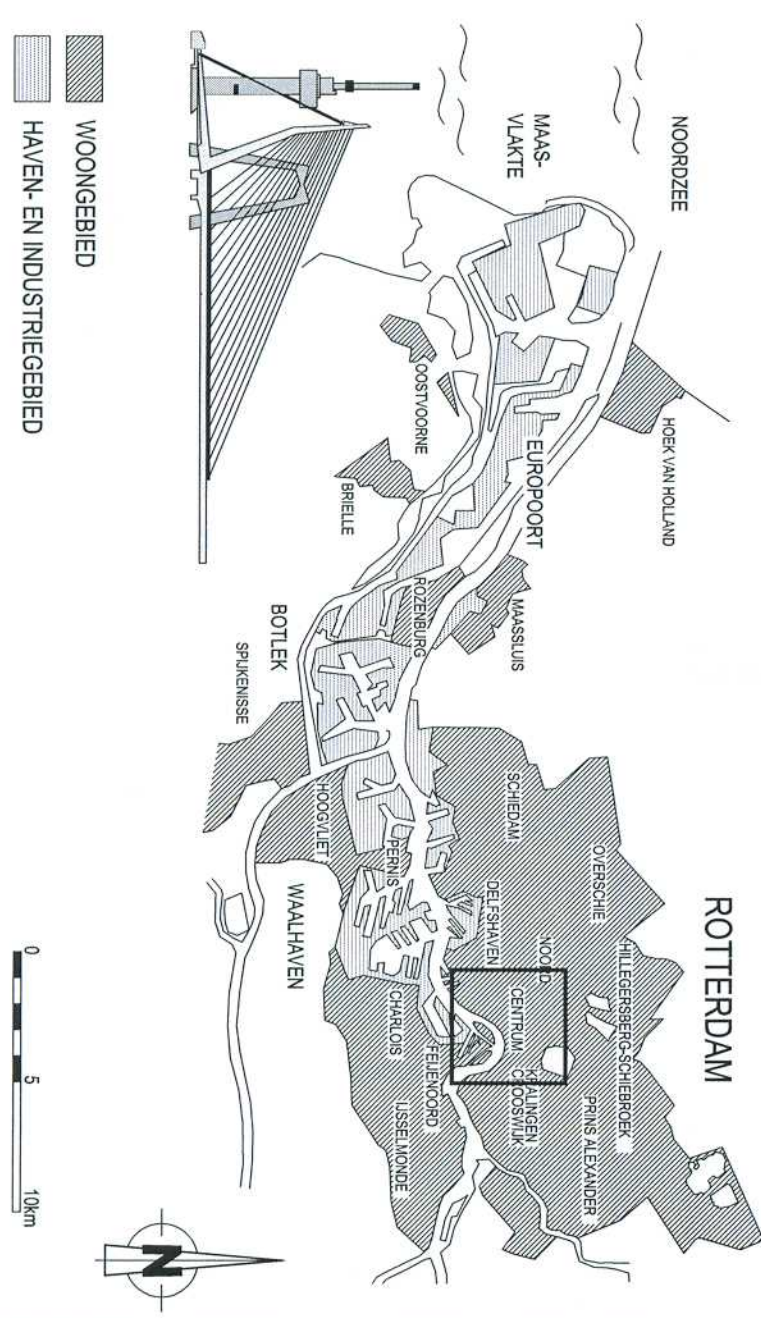 ROTTERDAM
NOORDZEE
MAAS-
VLAKTE
HOEK VAN HOLLAND
EUROPOORT
OOSTVOORNE
BRIELLE
MAASSLUIS
ROZENBURG
BOTLEK
SPIJKENISSE
HOOGVLIET
PERNIS
SCHIEDAM
OVERSCHIE
HILLEGERSBERG-SCHIEBROEK
DELFSHAVEN
NOORD
CENTRUM
KRALINGEN
CROOSWIJK
PRINS ALEXANDER
WAALHAVEN
CHARLOIS
FEIJENOORD
IJSSELMONDE
WOONGEBIED
HAVEN- EN INDUSTRIEGEBIED
0 5 10km
N